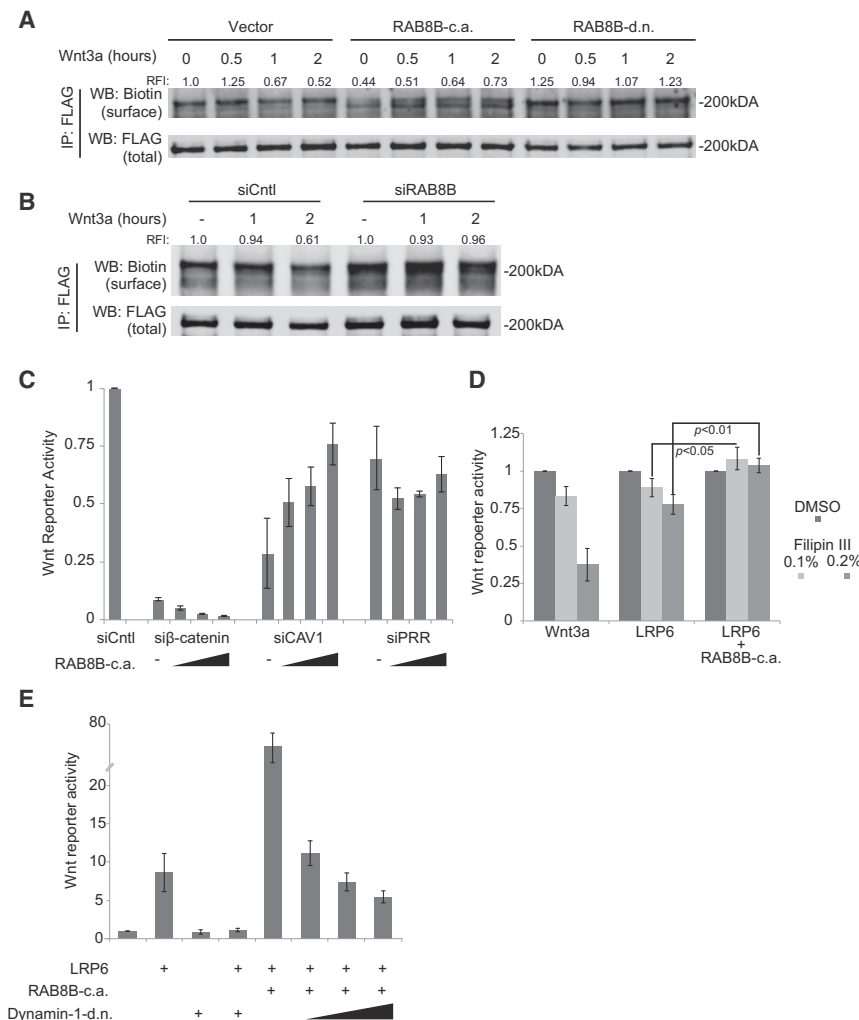 A
Vector RAB8B-c.a. RAB8B-d.n.
Wnt3a (hours) 0 0.5 1 2 0 0.5 1 2 0 0.5 1 2
RFI: 1.0 1.25 0.67 0.52 0.44 0.51 0.64 0.73 1.25 0.94 1.07 1.23
IP: FLAG
WB: Biotin
(surface)
-200kDA
WB: FLAG
(total)
-200kDA
B
siCntl siRAB8B
Wnt3a (hours) - 1 2 - 1 2
RFI: 1.0 0.94 0.61 1.0 0.93 0.96
IP: FLAG
WB: Biotin
(surface)
-200kDA
WB: FLAG
(total)
-200kDA
C
Wnt Reporter Activity
1
0.75
0.5
0.25
0
siCntl siβ-catenin siCAV1 siPRR
RAB8B-c.a. - - -
D
Wnt repoerter activity
1.25
1
0.75
0.5
0.25
0
p<0.01
p<0.05
Wnt3a LRP6 LRP6
+
RAB8B-c.a.
DMSO
Filipin III
0.1% 0.2%
E
Wnt reporter activity
80
20
15
10
5
0
LRP6 + + + + + +
RAB8B-c.a. + + + +
Dynamin-1-d.n. + +